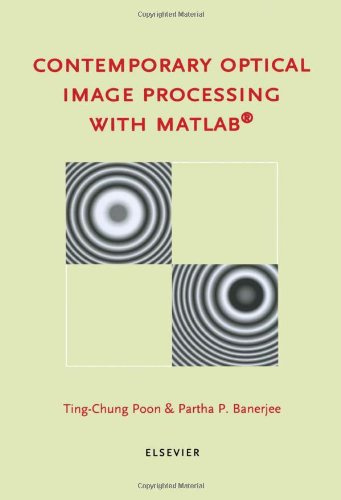 CONTEMPORARY OPTICAL
IMAGE PROCESSING
WITH MATLAB®
Ting-Chung Poon & Partha P. Banerjee
ELSEVIER